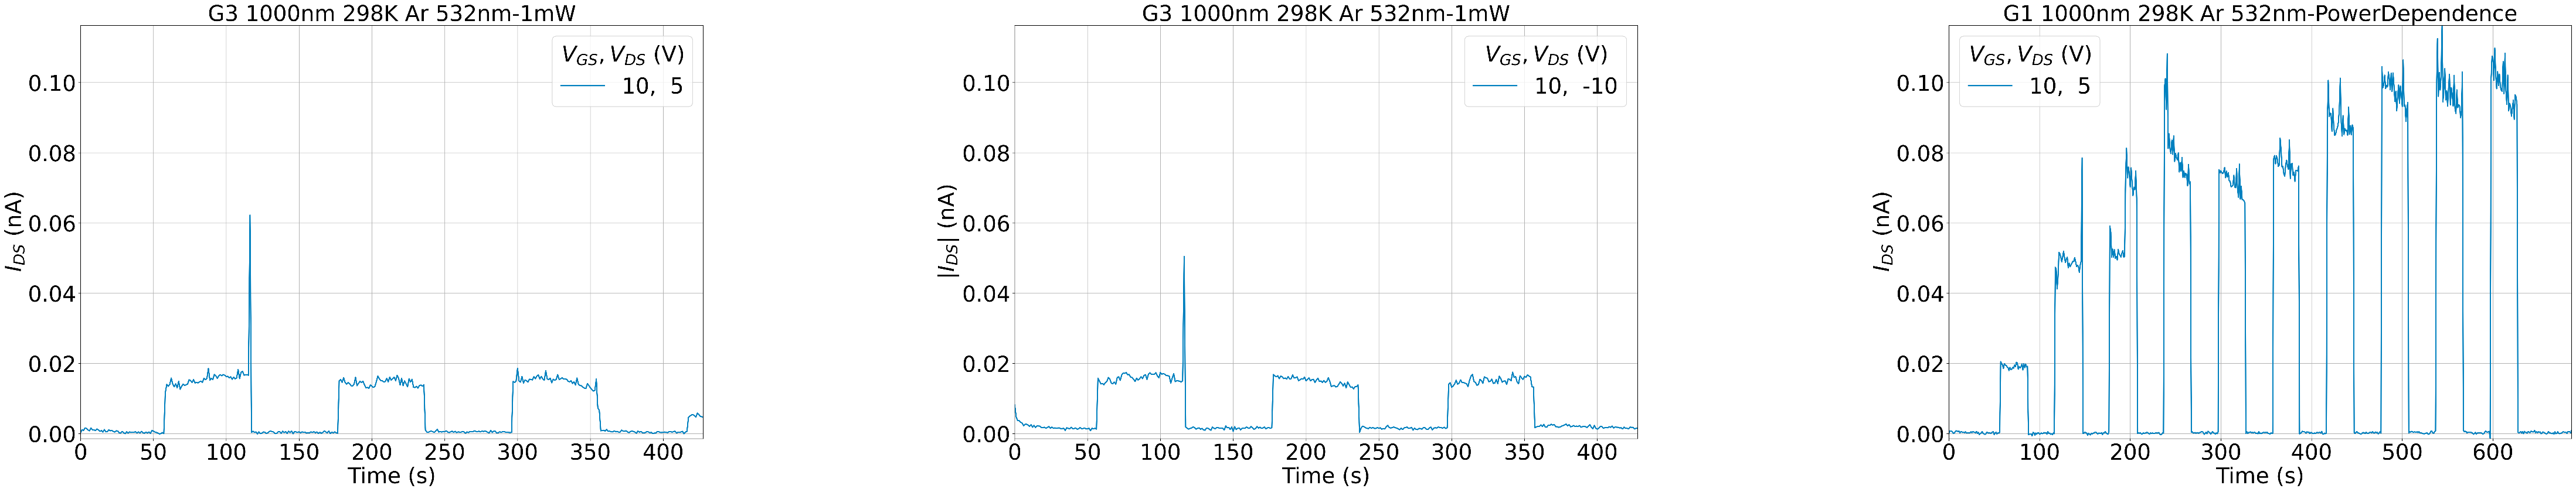 G3 1000nm 298K Ar 532nm-1mW
V_GS, V_DS (V)
10, 5
I_DS (nA)
0.10
0.08
0.06
0.04
0.02
0.00
0 50 100 150 200 250 300 350 400
Time (s)
G3 1000nm 298K Ar 532nm-1mW
V_GS, V_DS (V)
10, -10
|I_DS| (nA)
0.10
0.08
0.06
0.04
0.02
0.00
0 50 100 150 200 250 300 350 400
Time (s)
G1 1000nm 298K Ar 532nm-PowerDependence
V_GS, V_DS (V)
10, 5
I_DS (nA)
0.10
0.08
0.06
0.04
0.02
0.00
0 100 200 300 400 500 600
Time (s)